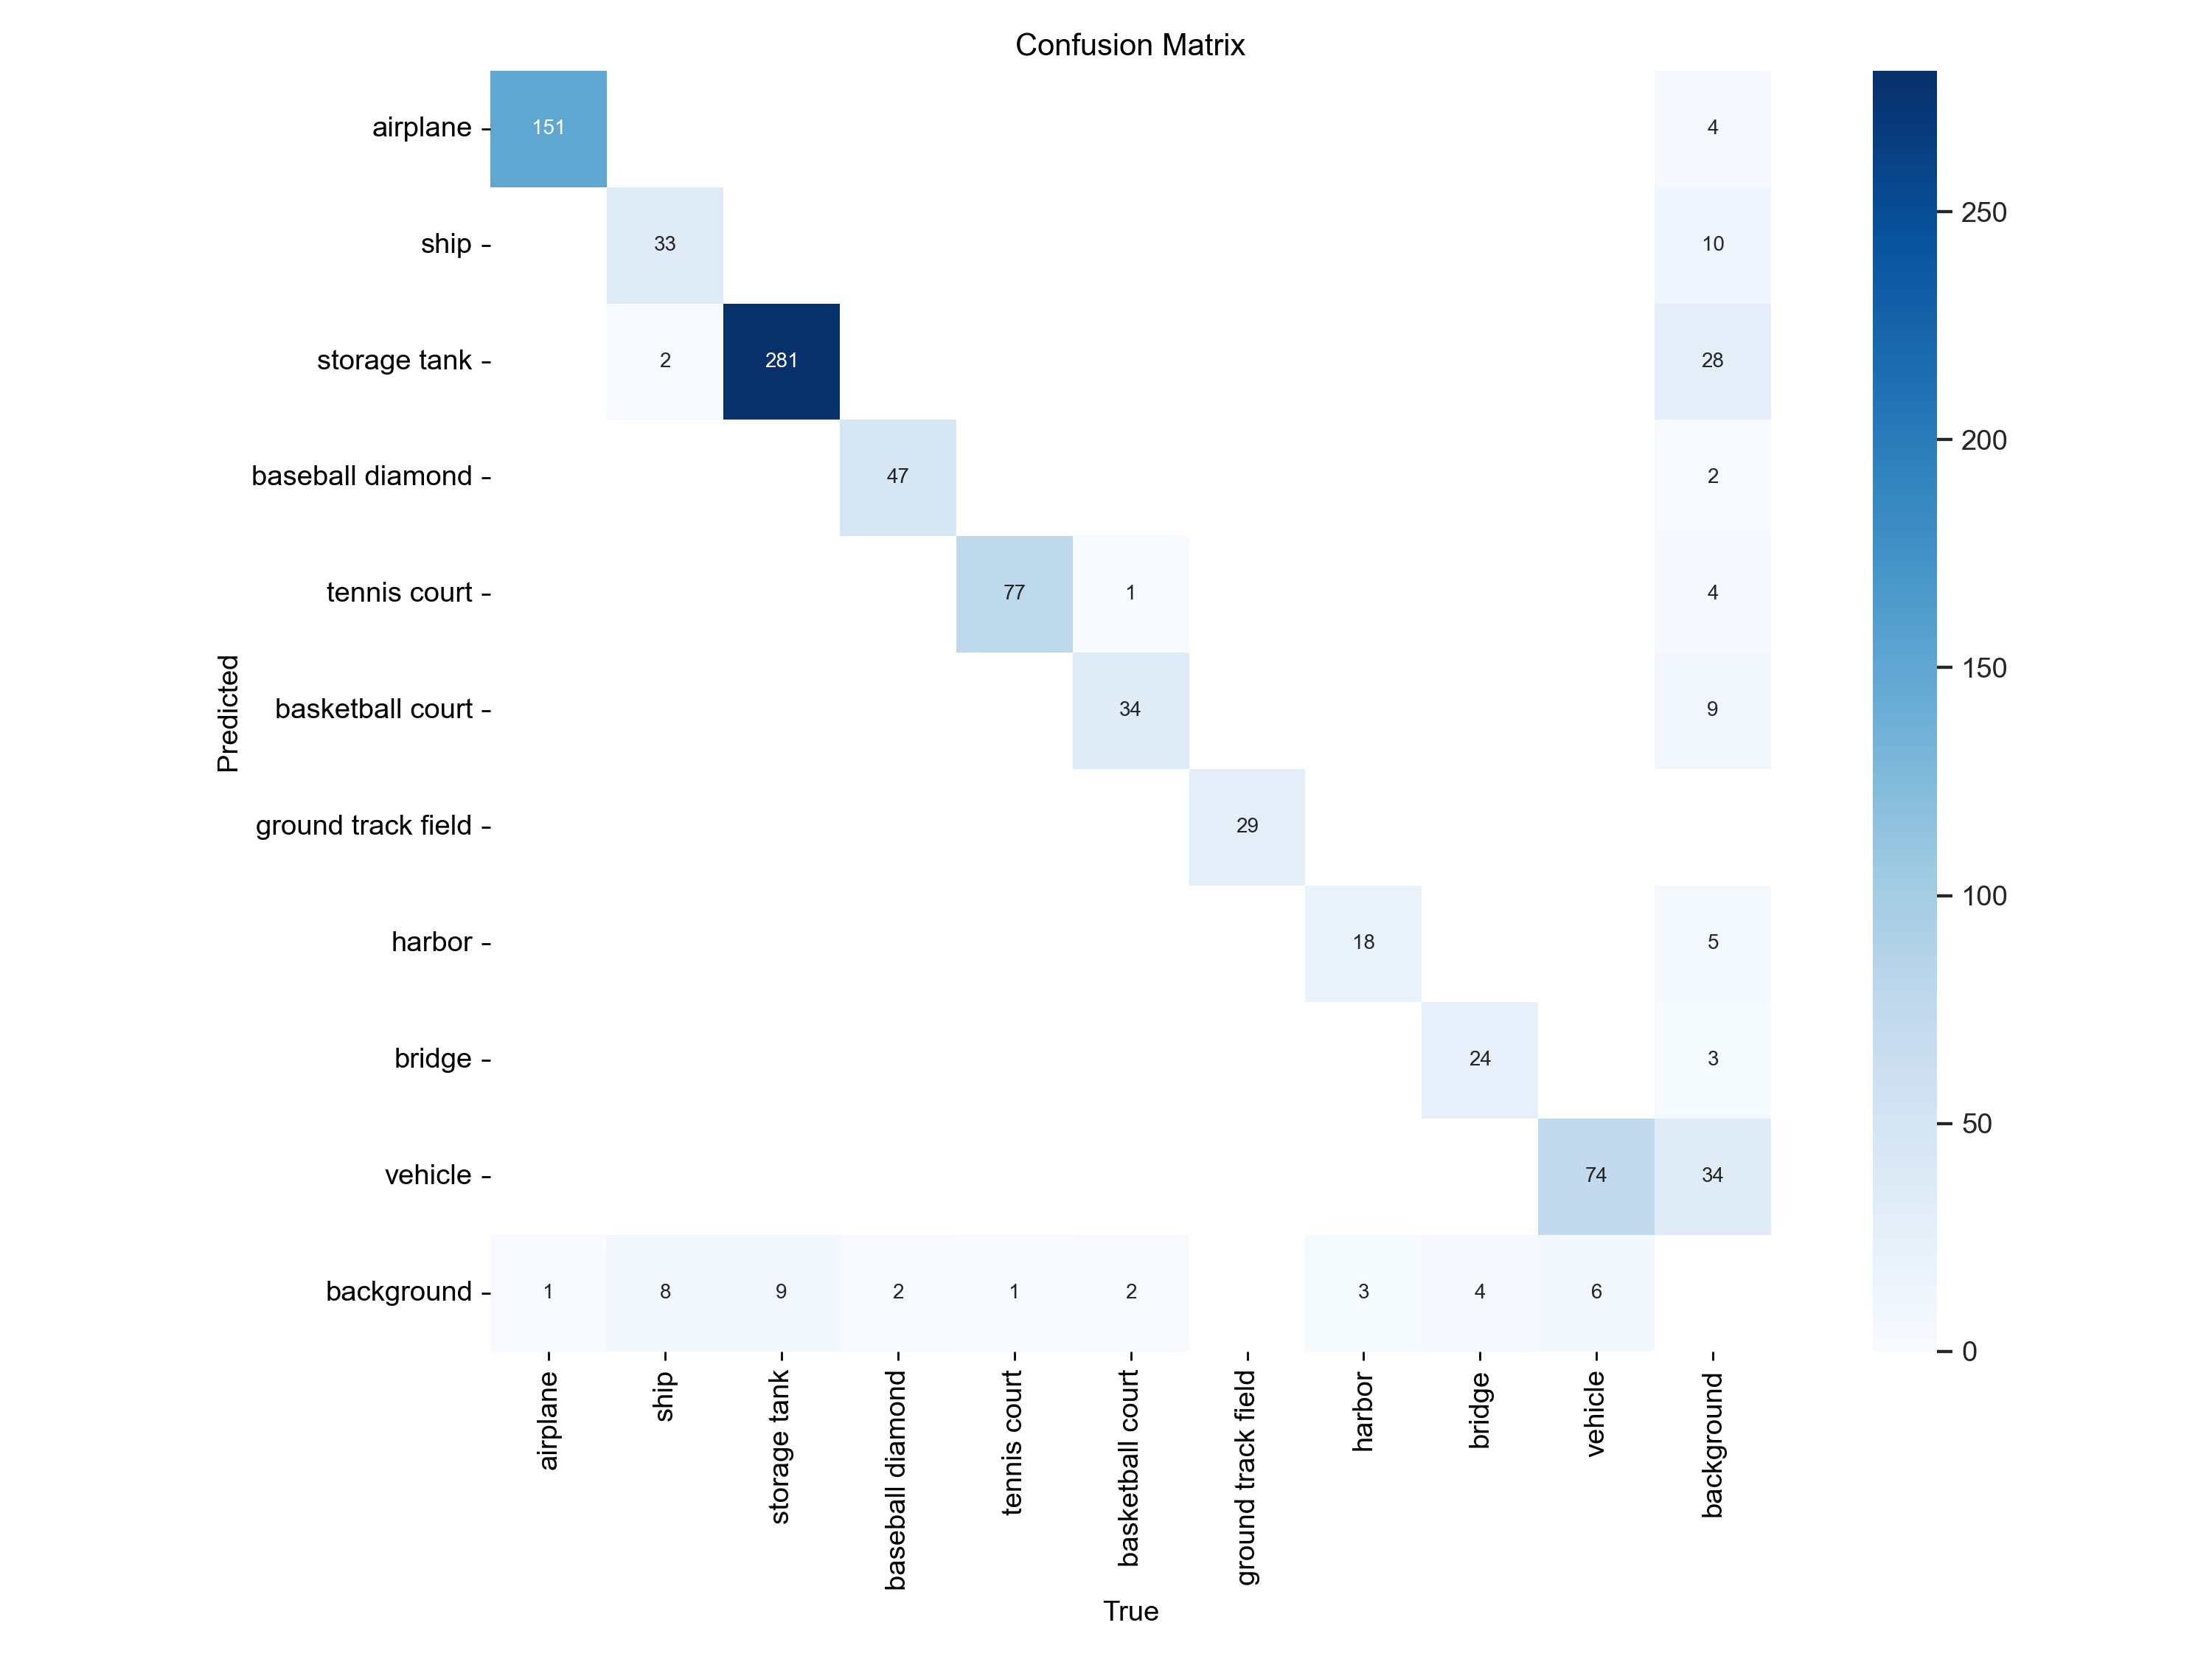 Confusion Matrix
airplane 151 4
ship 33 10
storage tank 2 281 28
baseball diamond 47 2
tennis court 77 1 4
basketball court 34 9
ground track field 29
harbor 18 5
bridge 24 3
vehicle 74 34
background 1 8 9 2 1 2 3 4 6
Predicted
airplane
ship
storage tank
baseball diamond
tennis court
basketball court
ground track field
harbor
bridge
vehicle
background
True
250
200
150
100
50
0